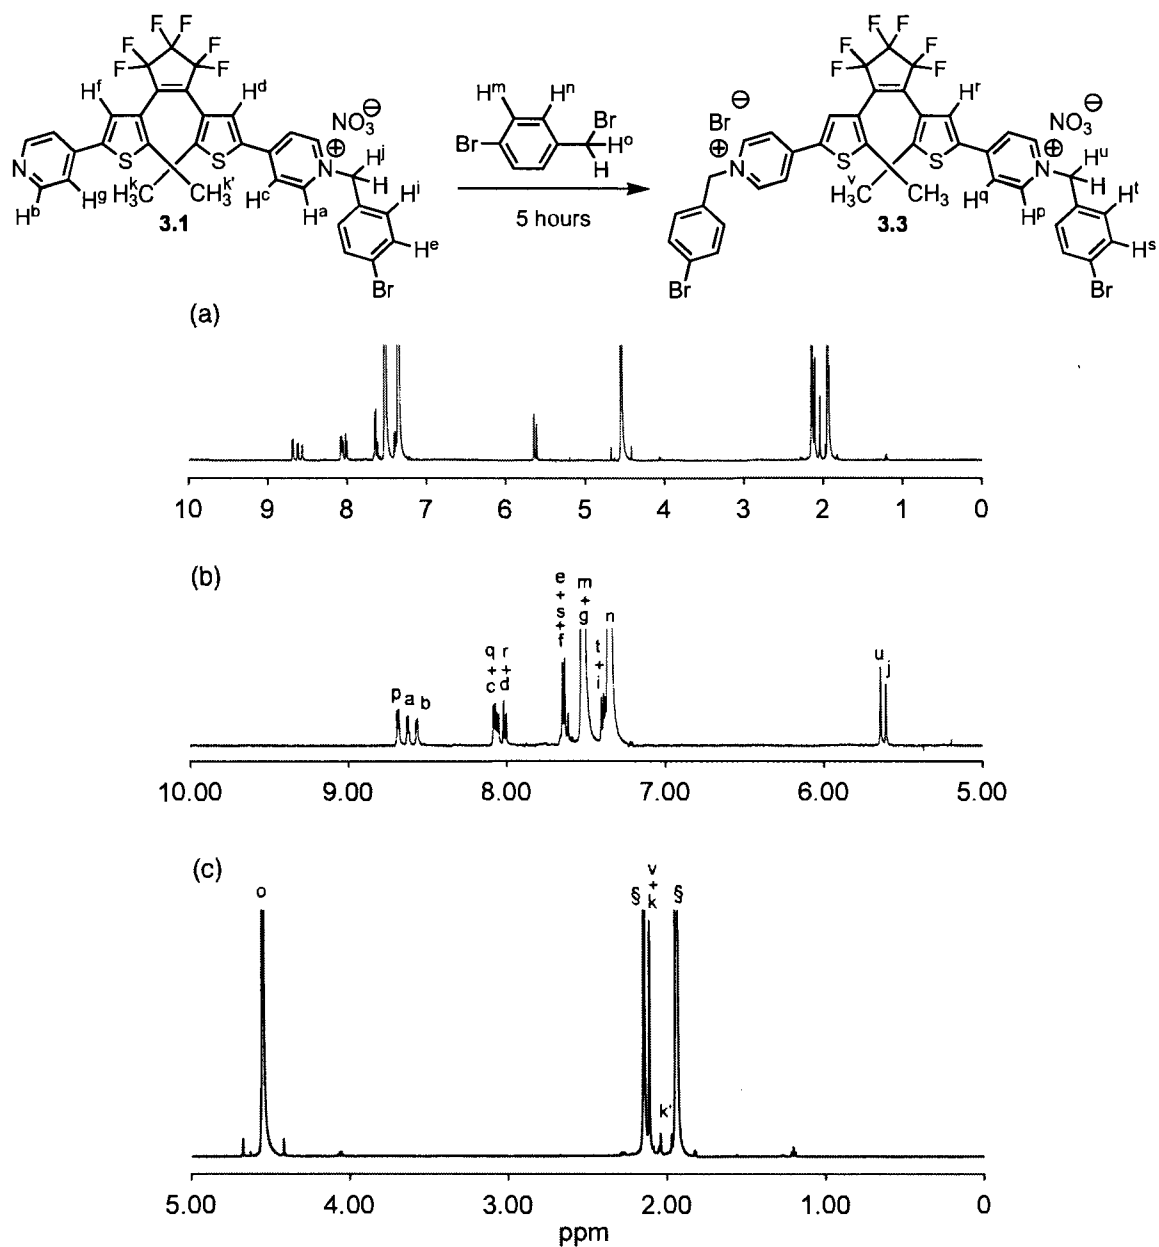 F F F F
F F
H^f H^d
N S S
NO₃ ⊖
N ⊕
H^j
H
H^b H^g H₃C^k CH₃^k' H^c H^a H^i
H^e
Br
3.1
H^m H^n
Br Br
H^o
H
5 hours
F F F F
F F
H^r
Br ⊖
NO₃ ⊖
⊕ N S S N ⊕
H^u
H
H₃C^v CH₃ H^q H^p H^t
H^s
Br Br
3.3
(a)
10 9 8 7 6 5 4 3 2 1 0
(b)
p a b q+c r+d e+s+f m+g t+i n u j
10.00 9.00 8.00 7.00 6.00 5.00
(c)
o § v+k k' §
5.00 4.00 3.00 2.00 1.00 0
ppm